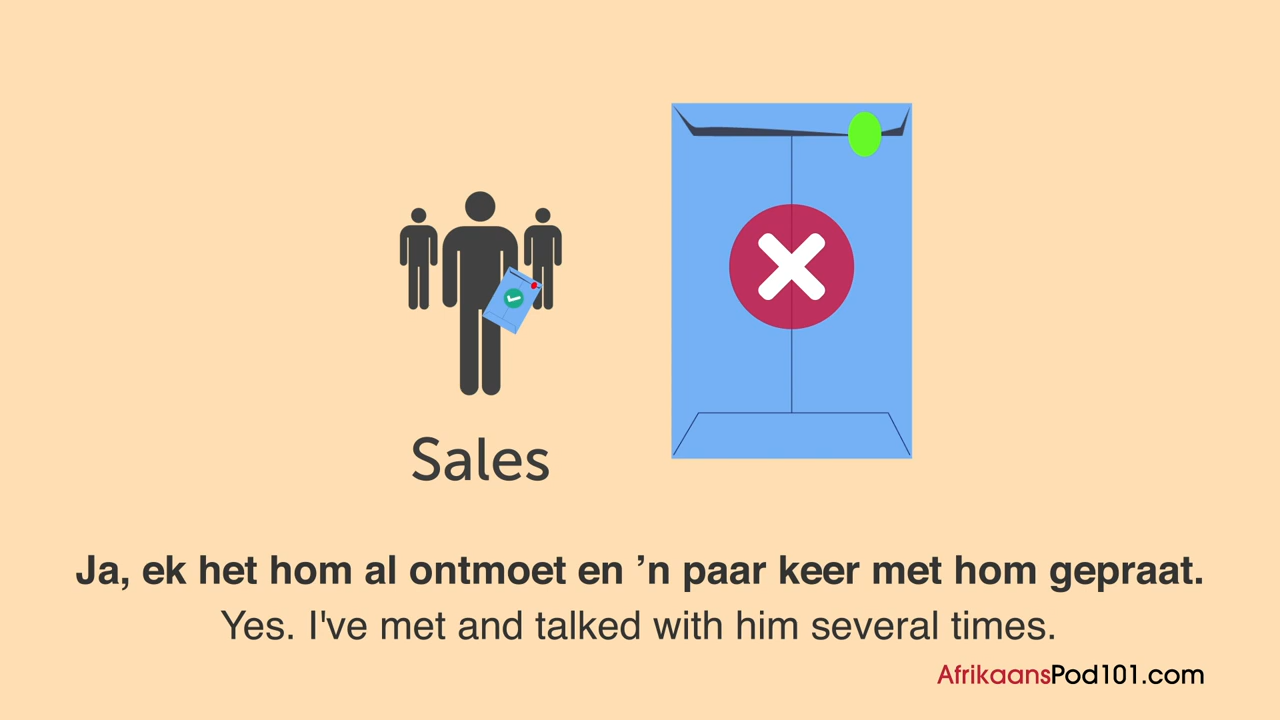 Sales
Ja, ek het hom al ontmoet en ’n paar keer met hom gepraat.
Yes. I've met and talked with him several times.
AfrikaansPod101.com